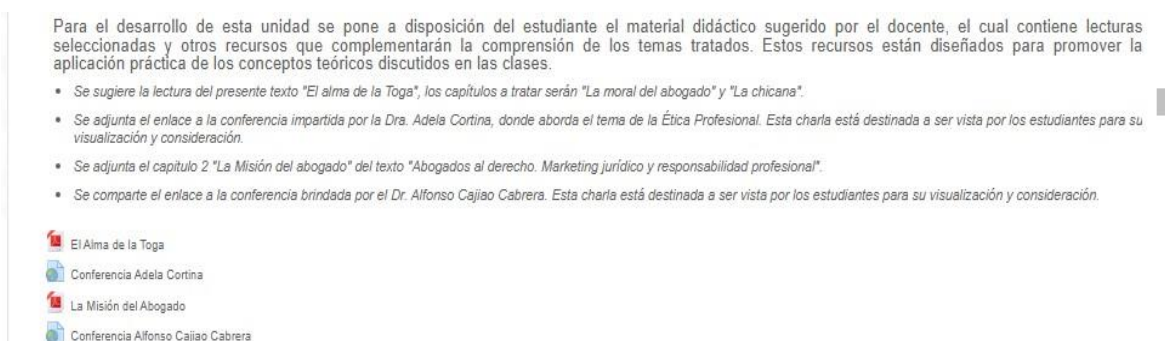 Para el desarrollo de esta unidad se pone a disposición del estudiante el material didáctico sugerido por el docente, el cual contiene lecturas
seleccionadas y otros recursos que complementarán la comprensión de los temas tratados. Estos recursos están diseñados para promover la
aplicación práctica de los conceptos teóricos discutidos en las clases.
• Se sugiere la lectura del presente texto "El alma de la Toga", los capítulos a tratar serán "La moral del abogado" y "La chicana".
• Se adjunta el enlace a la conferencia impartida por la Dra. Adela Cortina, donde aborda el tema de la Ética Profesional. Esta charla está destinada a ser vista por los estudiantes para su
visualización y consideración.
• Se adjunta el capitulo 2 "La Misión del abogado" del texto "Abogados al derecho. Marketing jurídico y responsabilidad profesional".
• Se comparte el enlace a la conferencia brindada por el Dr. Alfonso Cajiao Cabrera. Esta charla está destinada a ser vista por los estudiantes para su visualización y consideración.
El Alma de la Toga
Conferencia Adela Cortina
La Misión del Abogado
Conferencia Alfonso Cajiao Cabrera